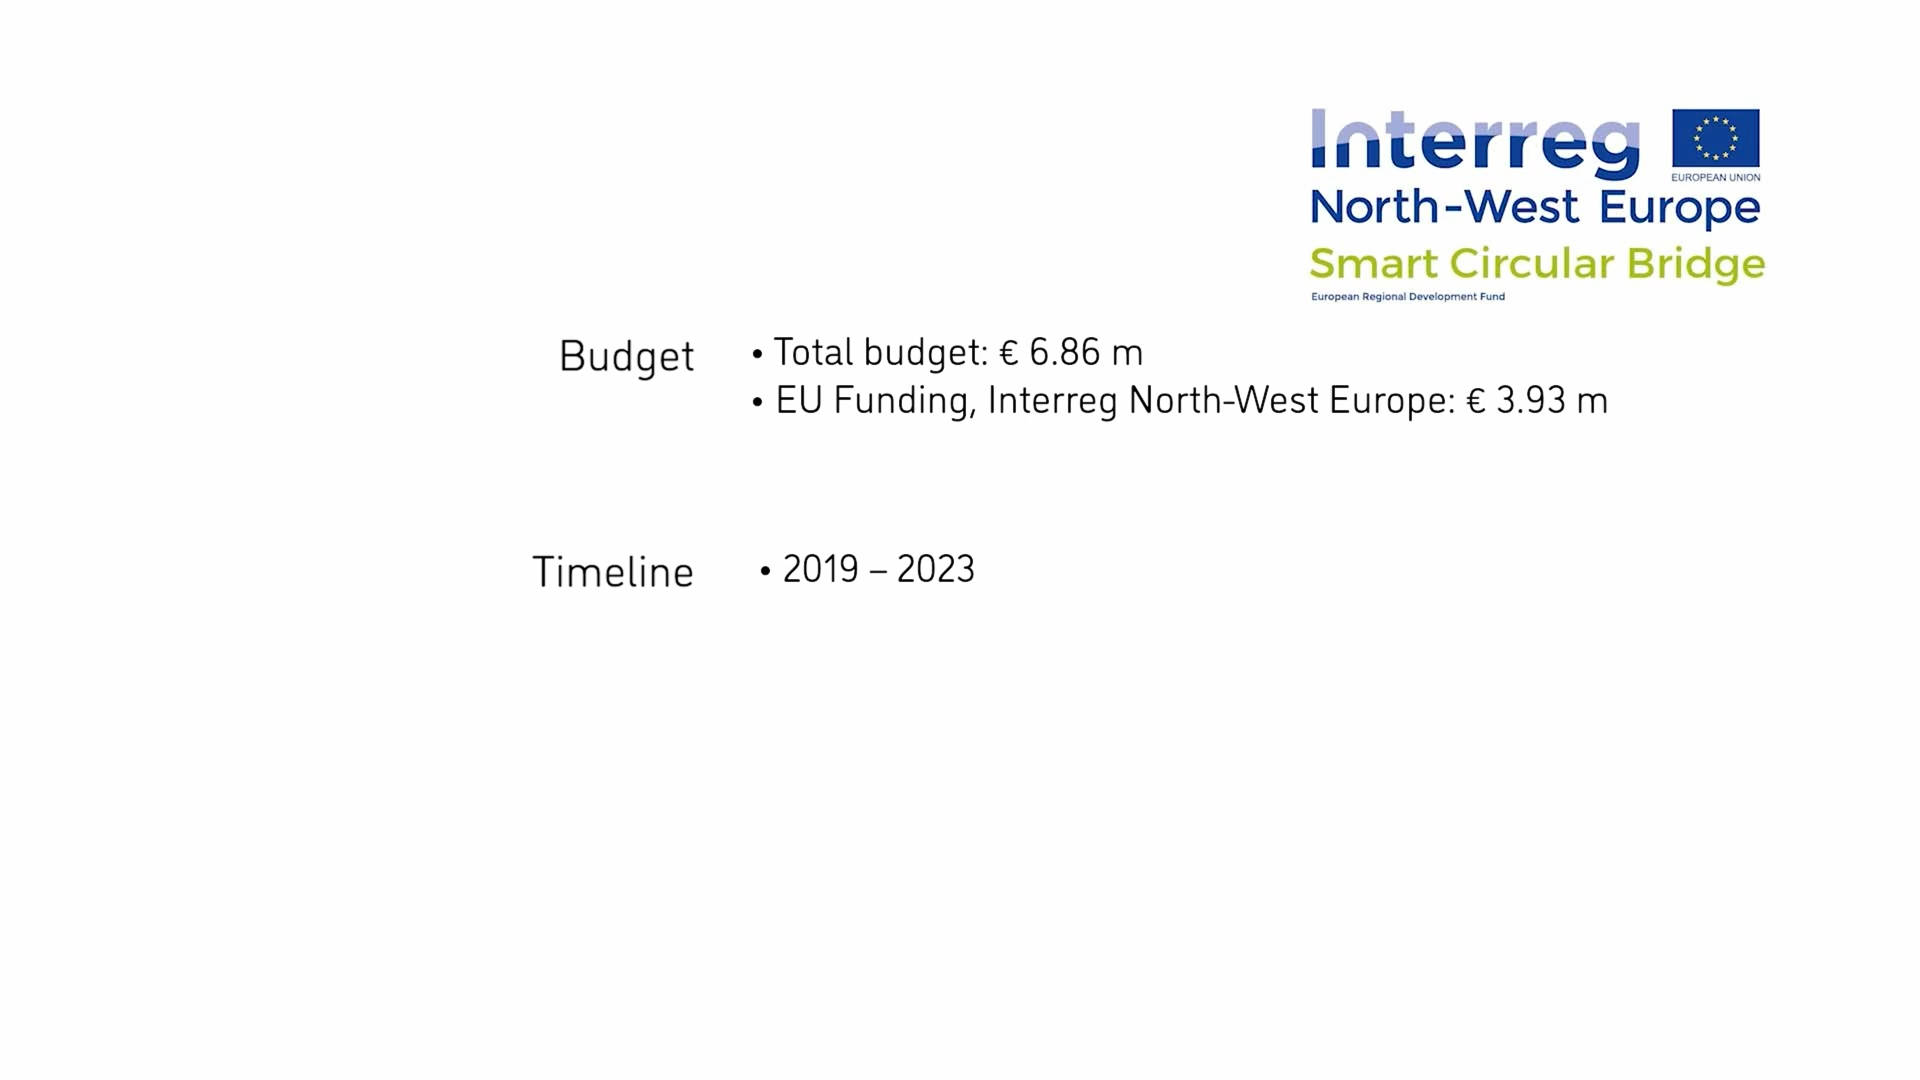 Interreg
EUROPEAN UNION
North-West Europe
Smart Circular Bridge
European Regional Development Fund
Budget
• Total budget: € 6.86 m
• EU Funding, Interreg North-West Europe: € 3.93 m
Timeline
• 2019 – 2023